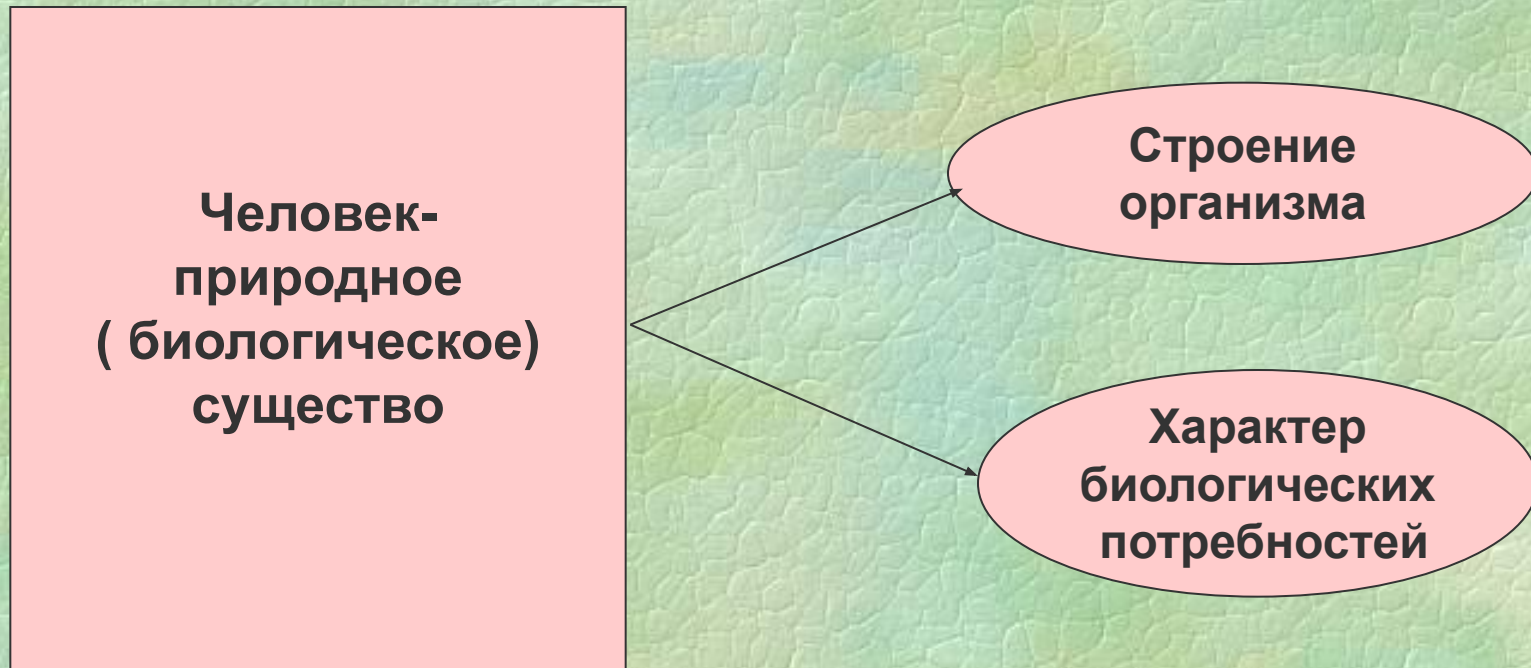 Человек-
природное
( биологическое)
существо
Строение
организма
Характер
биологических
потребностей